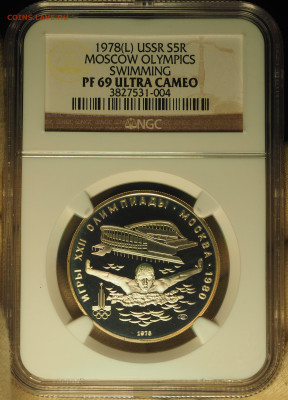 1978(L) USSR S5R
MOSCOW OLYMPICS
SWIMMING
PF 69 ULTRA CAMEO
3827531-004
NGC
ИГРЫ XXII ОЛИМПИАДЫ · МОСКВА · 1980
1978